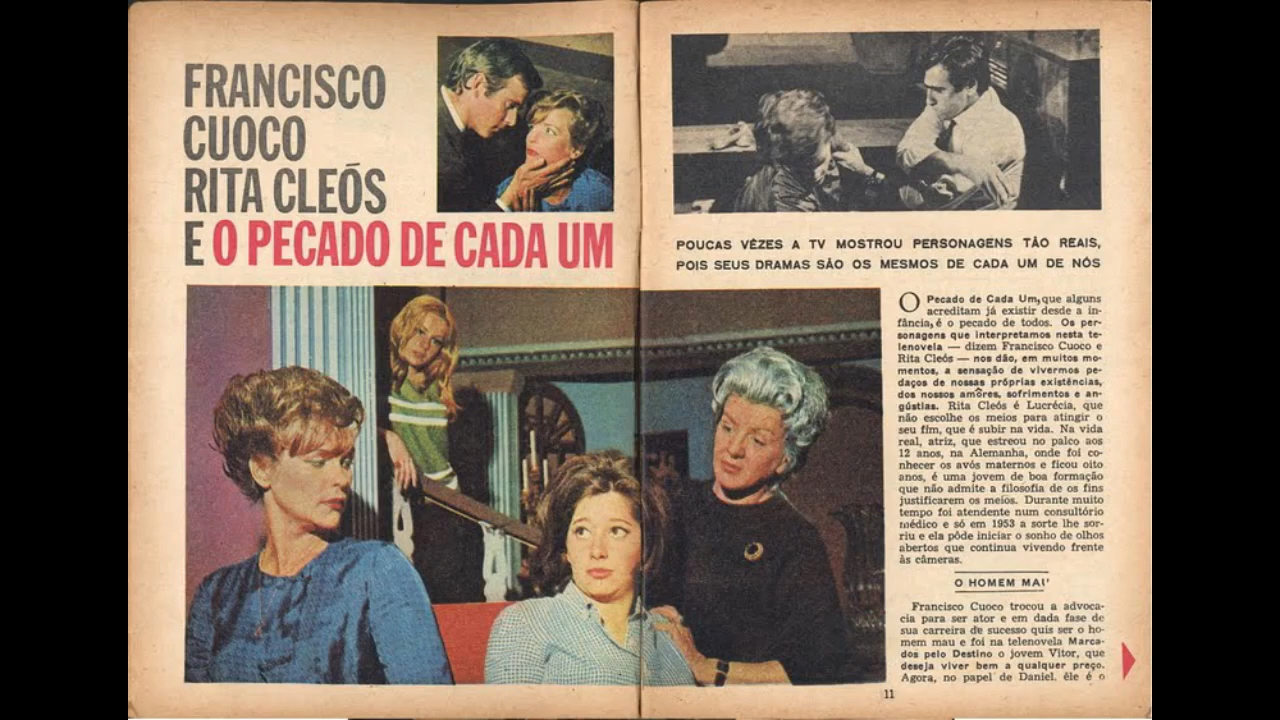 FRANCISCO
CUOCO
RITA CLEÓS
E O PECADO DE CADA UM
POUCAS VÊZES A TV MOSTROU PERSONAGENS TÃO REAIS,
POIS SEUS DRAMAS SÃO OS MESMOS DE CADA UM DE NÓS
O Pecado de Cada Um, que alguns
acreditam já existir desde a in-
fância, é o pecado de todos. Os per-
sonagens que interpretamos nesta te-
lenovela — dizem Francisco Cuoco e
Rita Cleós — nos dão, em muitos mo-
mentos, a sensação de vivermos pe-
daços de nossas próprias existências,
dos nossos amôres, sofrimentos e an-
gústias. Rita Cleós é Lucrécia, que
não escolhe os meios para atingir o
seu fim, que é subir na vida. Na vida
real, atriz, que estreou no palco aos
12 anos, na Alemanha, onde foi co-
nhecer os avós maternos e ficou oito
anos, é uma jovem de boa formação
que não admite a filosofia de os fins
justificarem os meios. Durante muito
tempo foi atendente num consultório
médico e só em 1953 a sorte lhe sor-
riu e ela pôde iniciar o sonho de olhos
abertos que continua vivendo frente
às câmeras.
O HOMEM MAU
Francisco Cuoco trocou a advoca-
cia para ser ator e em dada fase de
sua carreira de sucesso quis ser o ho-
mem mau e foi na telenovela Marca-
dos pelo Destino o jovem Vitor, que
deseja viver bem a qualquer preço.
Agora, no papel de Daniel, êle é o
11